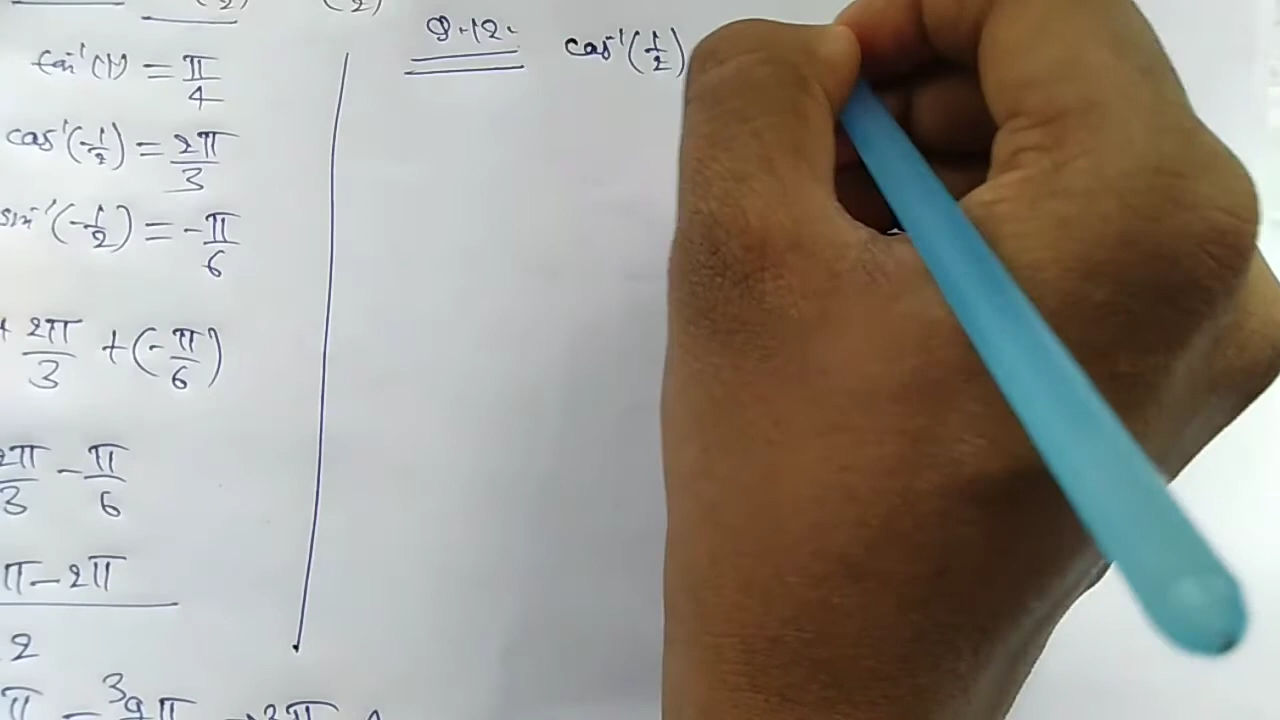 tan⁻¹(1) = π/4
cos⁻¹(-1/2) = 2π/3
sin⁻¹(-1/2) = -π/6
+ 2π/3 + (-π/6)
2π/3 - π/6
π - 2π
2
Q.12. cos⁻¹(1/2)